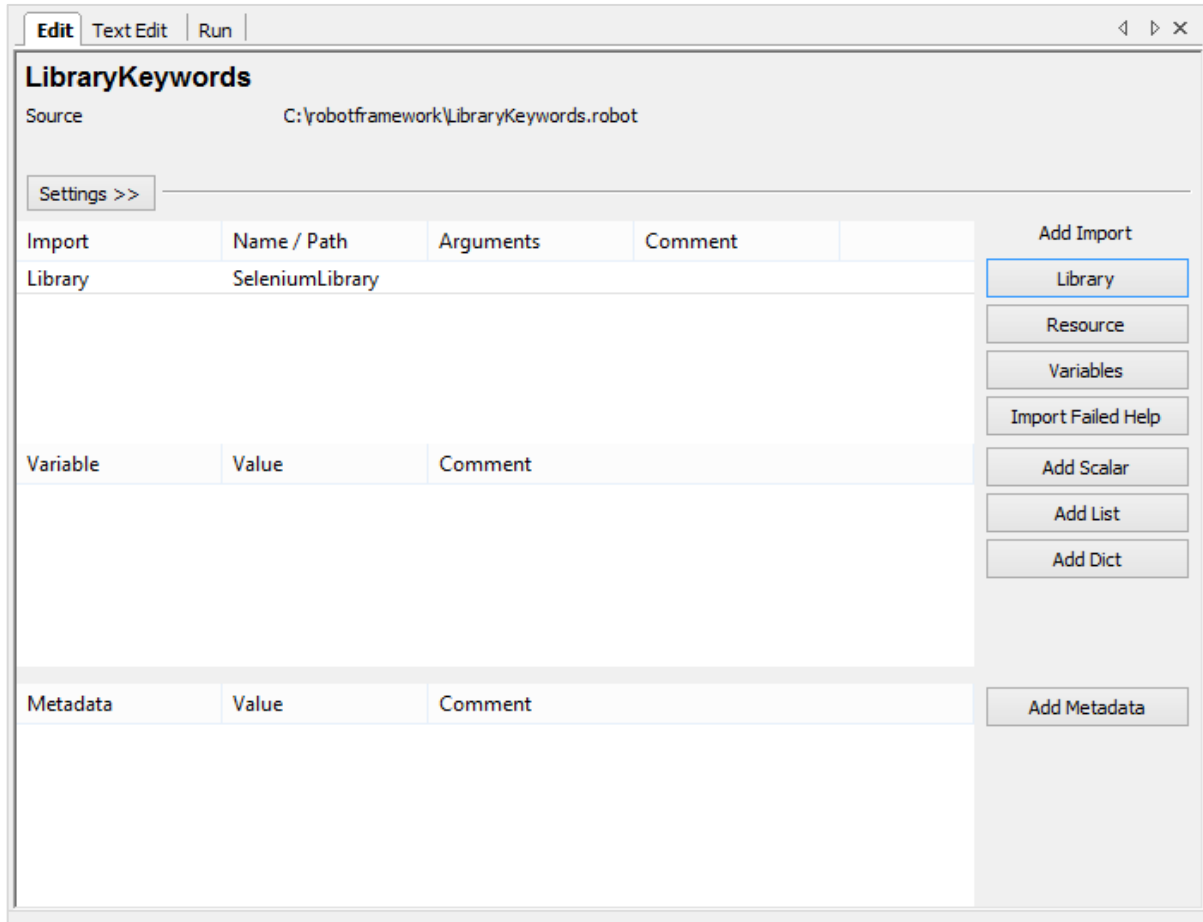 Edit Text Edit Run
LibraryKeywords
Source C:\robotframework\LibraryKeywords.robot
Settings >>
Import Name / Path Arguments Comment Add Import
Library SeleniumLibrary Library
Resource
Variables
Import Failed Help
Variable Value Comment Add Scalar
Add List
Add Dict
Metadata Value Comment Add Metadata